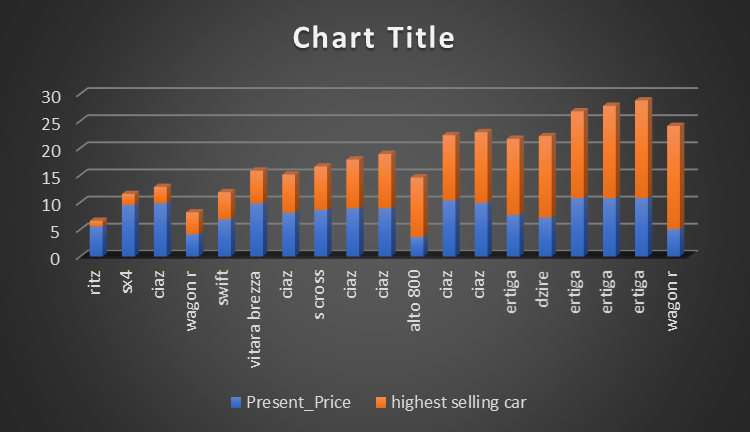 Chart Title
30
25
20
15
10
5
0
ritz
sx4
ciaz
wagon r
swift
vitara brezza
ciaz
s cross
ciaz
ciaz
alto 800
ciaz
ciaz
ertiga
dzire
ertiga
ertiga
ertiga
wagon r
Present_Price
highest selling car